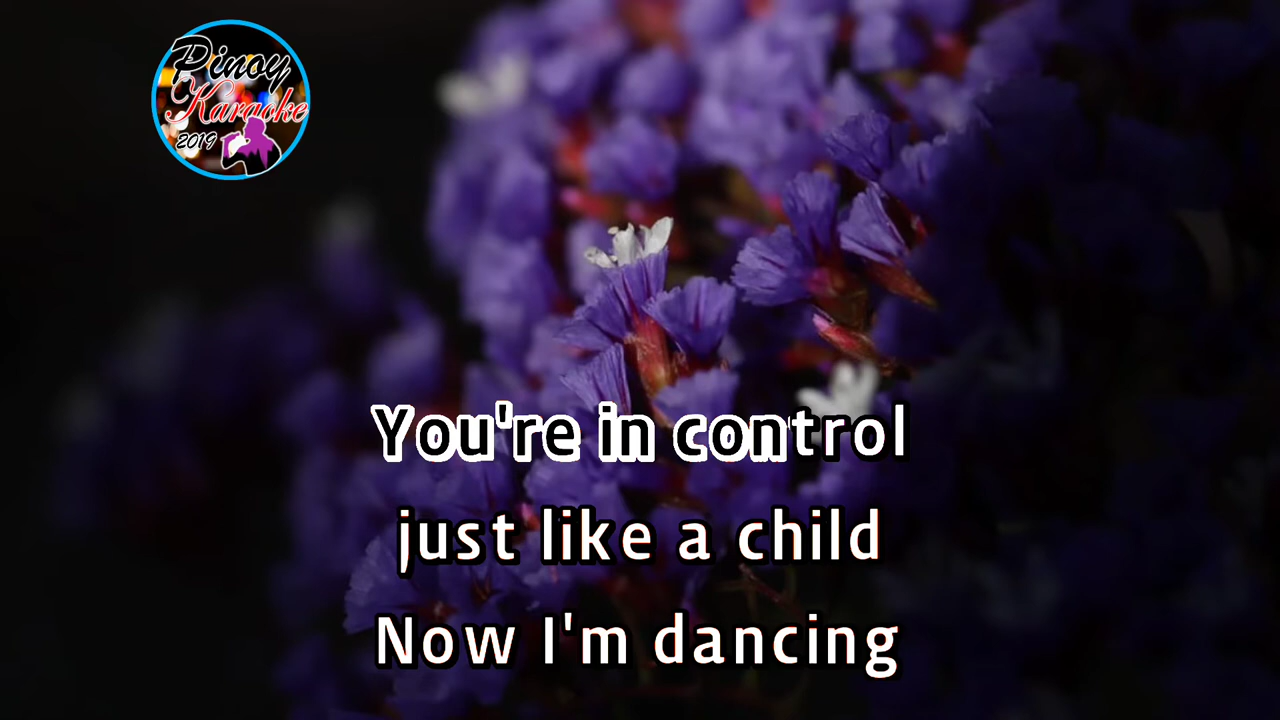 Pinoy
Karaoke
2019
You're in control
just like a child
Now I'm dancing